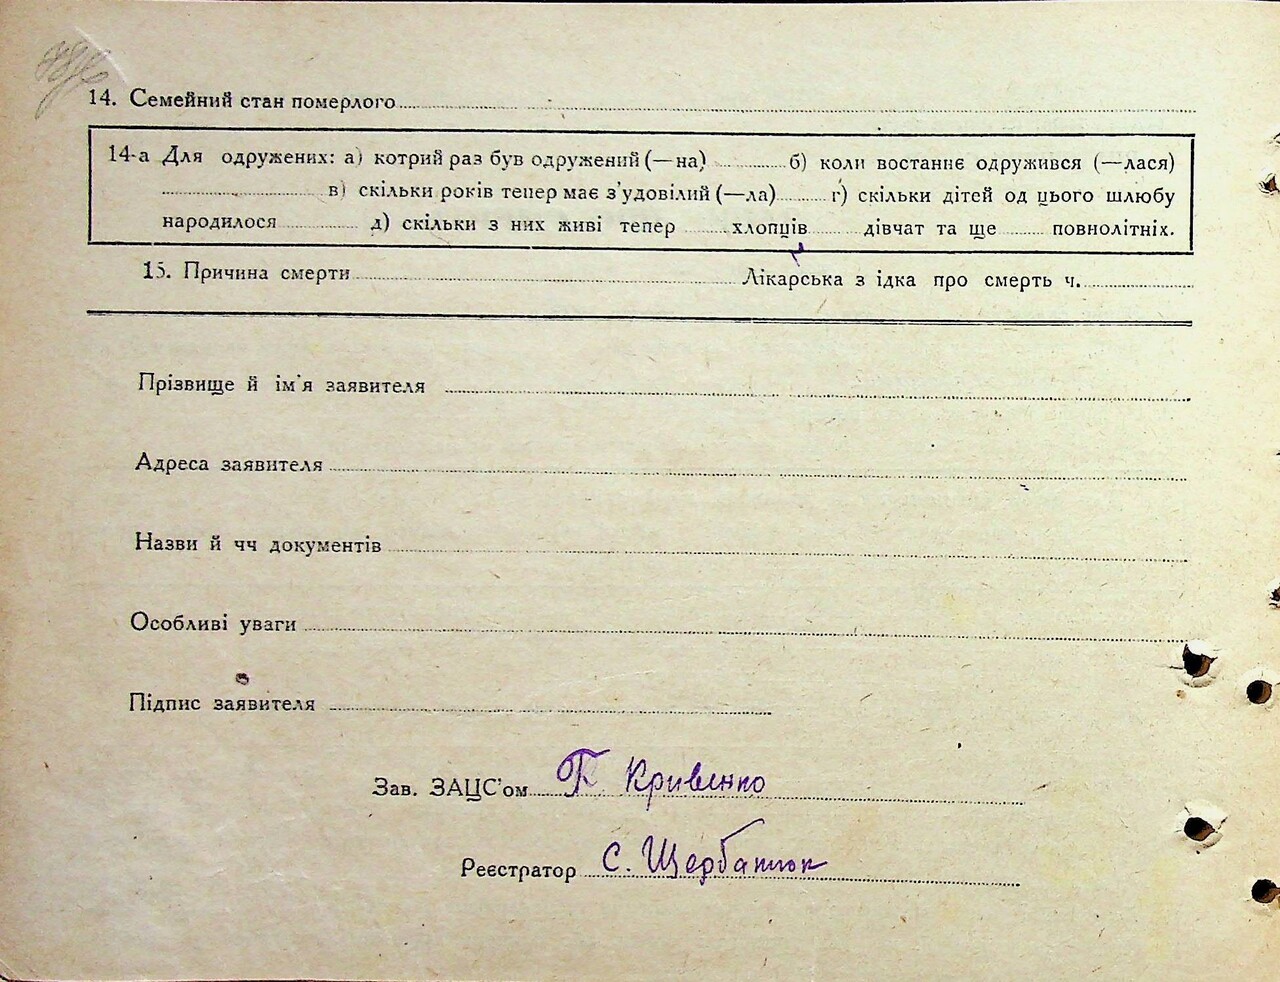 14. Семейний стан померлого
14-а Для одружених: а) котрий раз був одружений (—на) б) коли востаннє одружився (—лася)
в) скільки років тепер має з'удовілий (—ла) г) скільки дітей од цього шлюбу
народилося д) скільки з них живі тепер хлопців дівчат та ще повнолітніх.
15. Причина смерти Лікарська з ідка про смерть ч.
Прізвище й ім'я заявителя
Адреса заявителя
Назви й чч документів
Особливі уваги
Підпис заявителя
Зав. ЗАЦС'ом П. Кривенко
Реєстратор С. Щербатюк